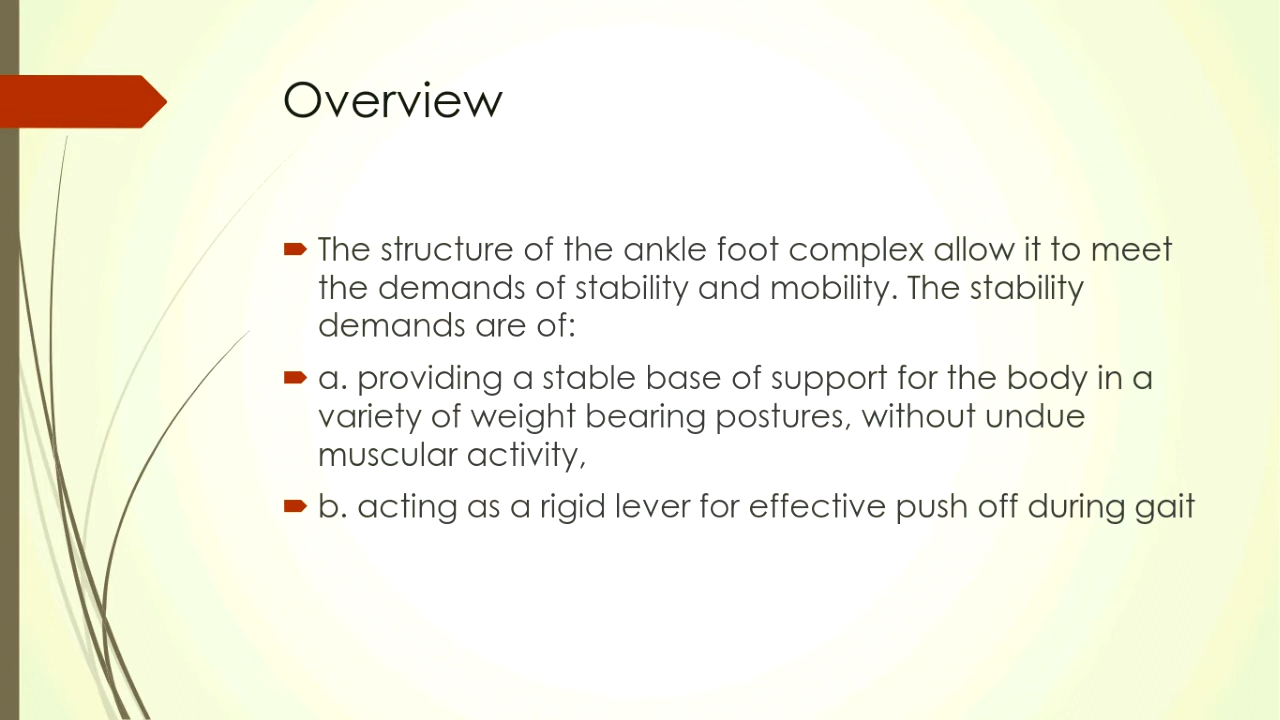 Overview
The structure of the ankle foot complex allow it to meet
the demands of stability and mobility. The stability
demands are of:
a. providing a stable base of support for the body in a
variety of weight bearing postures, without undue
muscular activity,
b. acting as a rigid lever for effective push off during gait